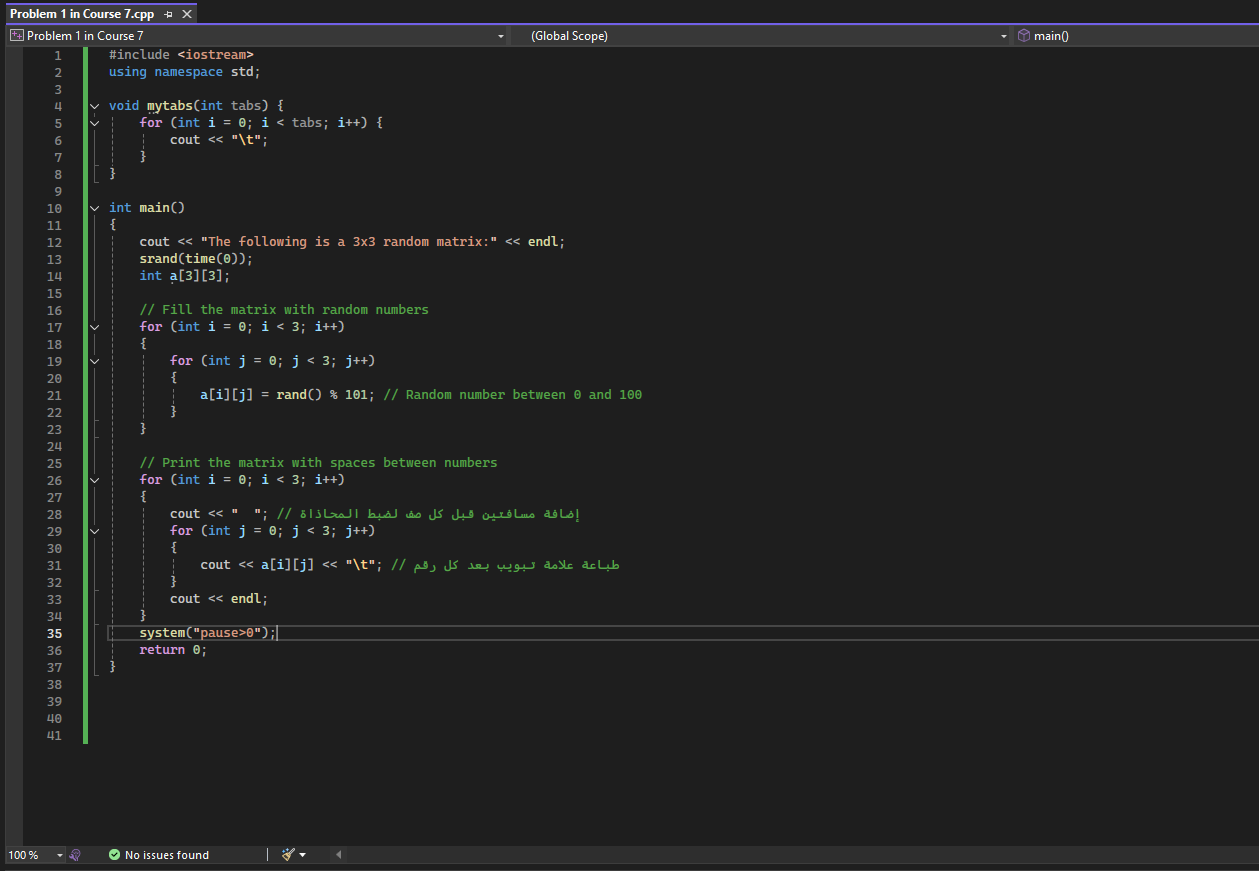 Problem 1 in Course 7.cpp
Problem 1 in Course 7 (Global Scope) main()
1 #include <iostream>
2 using namespace std;
3
4 void mytabs(int tabs) {
5 for (int i = 0; i < tabs; i++) {
6 cout << "\t";
7 }
8 }
9
10 int main()
11 {
12 cout << "The following is a 3x3 random matrix:" << endl;
13 srand(time(0));
14 int a[3][3];
15
16 // Fill the matrix with random numbers
17 for (int i = 0; i < 3; i++)
18 {
19 for (int j = 0; j < 3; j++)
20 {
21 a[i][j] = rand() % 101; // Random number between 0 and 100
22 }
23 }
24
25 // Print the matrix with spaces between numbers
26 for (int i = 0; i < 3; i++)
27 {
28 cout << "  "; // إضافة مسافتين قبل كل صف لضبط المحاذاة
29 for (int j = 0; j < 3; j++)
30 {
31 cout << a[i][j] << "\t"; // طباعة علامة تبويب بعد كل رقم
32 }
33 cout << endl;
34 }
35 system("pause>0");
36 return 0;
37 }
38
39
40
41
100 % No issues found